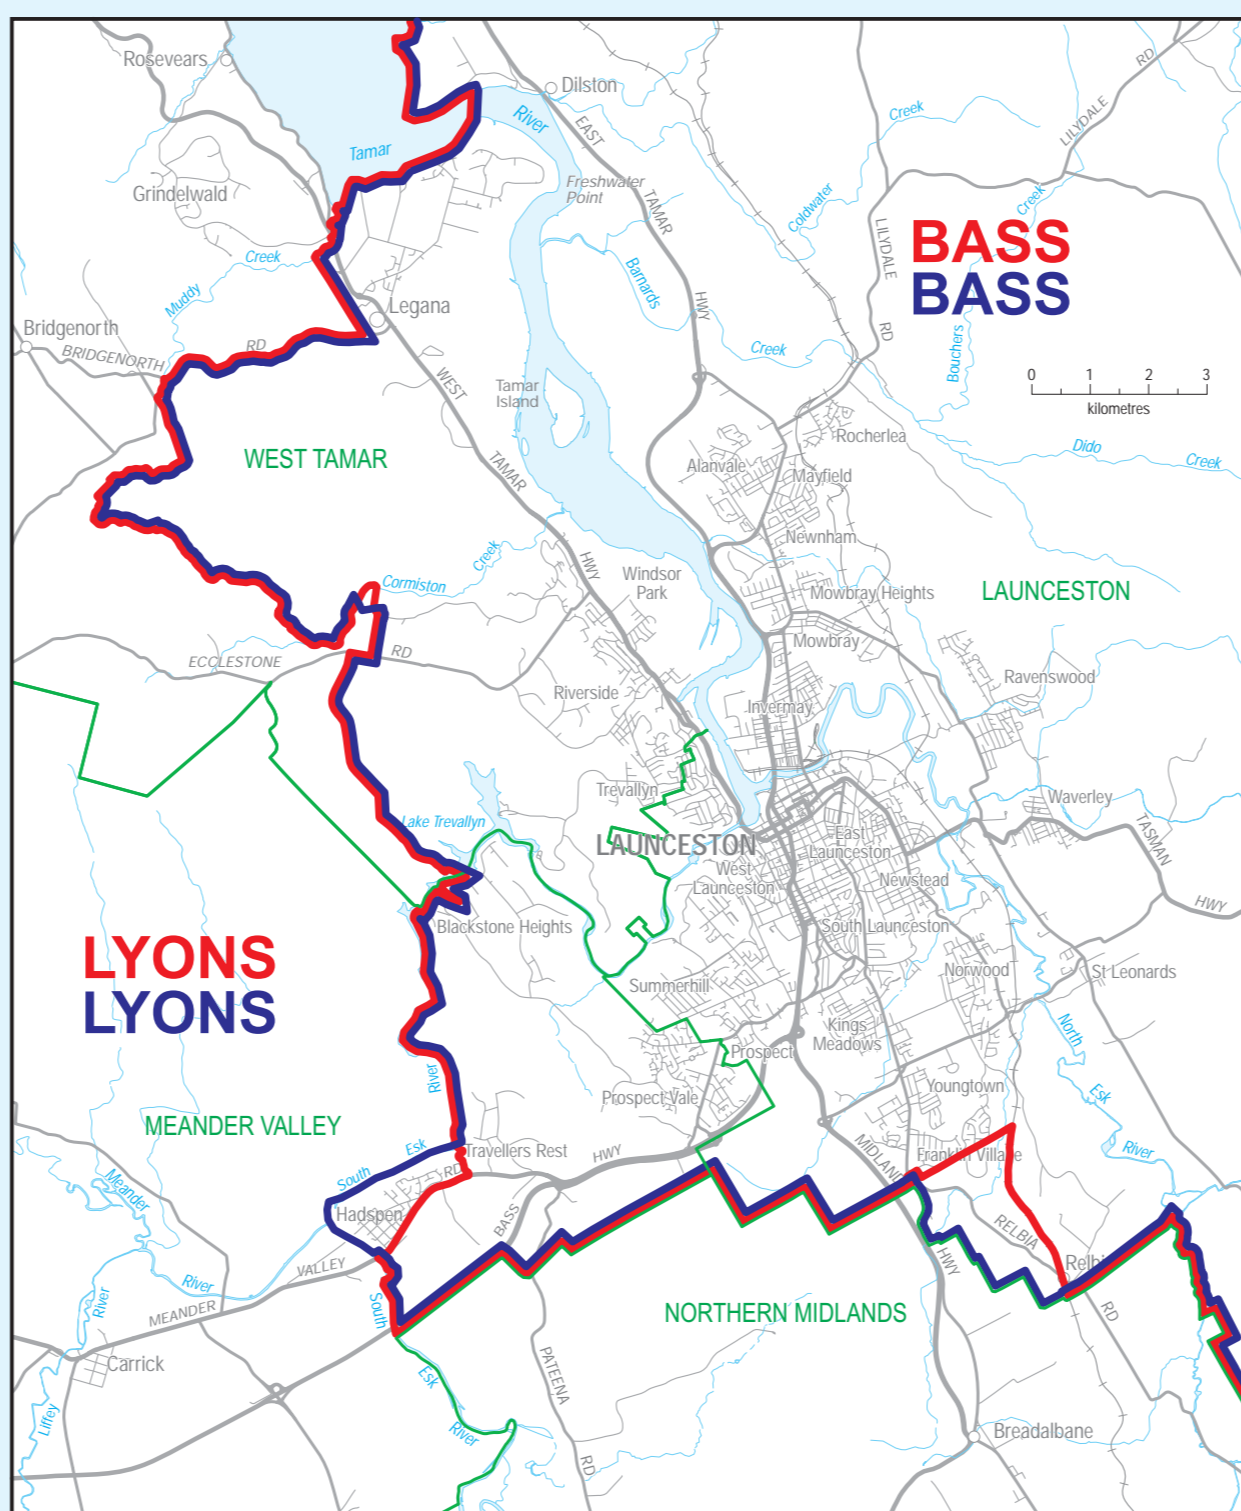 Rosevears
Dilston
River
EAST
Tamar
Grindelwald
Freshwater
Point
TAMAR
Creek
Coldwater
LILYDALE
RD
Creek
LILYDALE
RD
BASS
BASS
Creek
Muddy
Barnards
HWY
Legana
Bridgenorth
BRIDGENORTH
RD
Creek
Bouchers
0 1 2 3
kilometres
WEST
Tamar
Island
TAMAR
HWY
WEST TAMAR
Rocherlea
Alanvale
Mayfield
Dido
Creek
Newnham
Creek
Cormiston
Windsor
Park
Mowbray Heights
LAUNCESTON
Mowbray
ECCLESTONE
RD
Riverside
Ravenswood
Invermay
Trevallyn
Waverley
Lake Trevallyn
LAUNCESTON
East
Launceston
TASMAN
HWY
West
Launceston
Newstead
Blackstone Heights
South Launceston
LYONS
LYONS
Summerhill
Norwood
St Leonards
Kings
Meadows
North
Esk
River
Prospect
River
Prospect Vale
Youngtown
MEANDER VALLEY
Travellers Rest
HWY
MIDLAND
HWY
Franklin Village
South
Esk
RD
Meander
River
Hadspen
BASS
RELBIA
RD
VALLEY
MEANDER
River
South
Esk
River
NORTHERN MIDLANDS
Carrick
PATEENA
RD
Liffey
Breadalbane